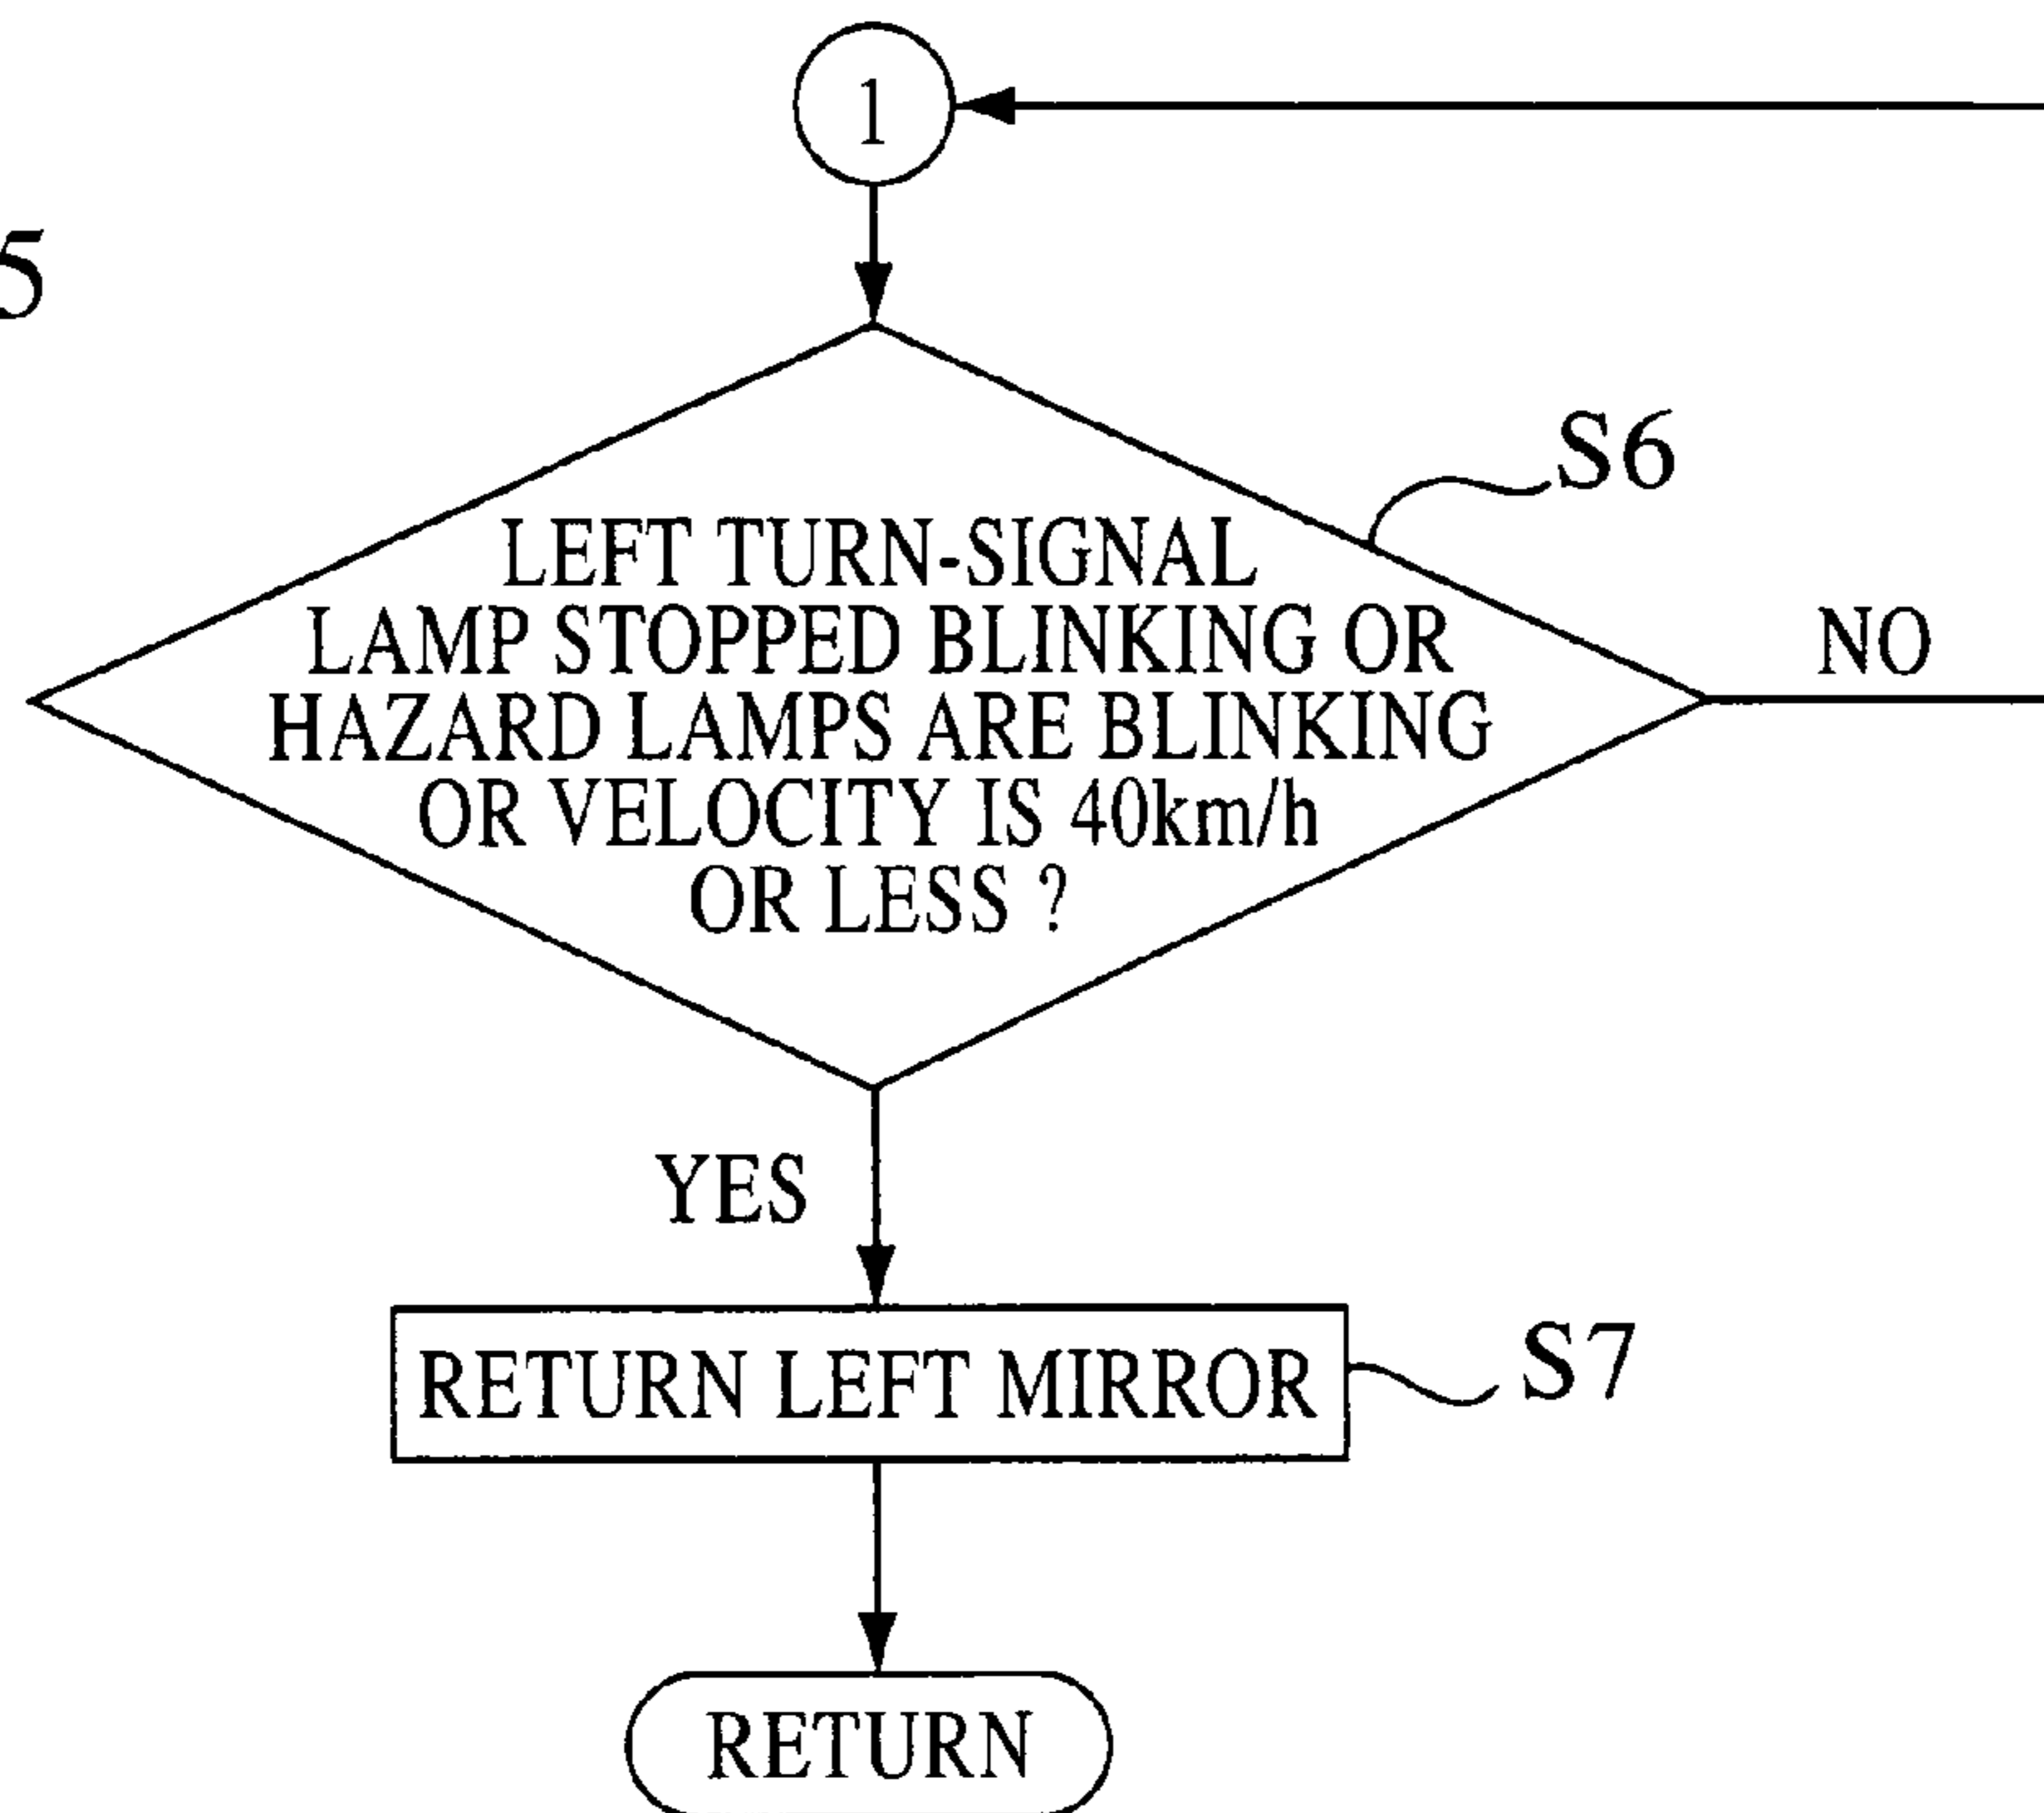 1
5
S6
LEFT TURN-SIGNAL
LAMP STOPPED BLINKING OR
HAZARD LAMPS ARE BLINKING
OR VELOCITY IS 40km/h
OR LESS ?
NO
YES
RETURN LEFT MIRROR
S7
RETURN